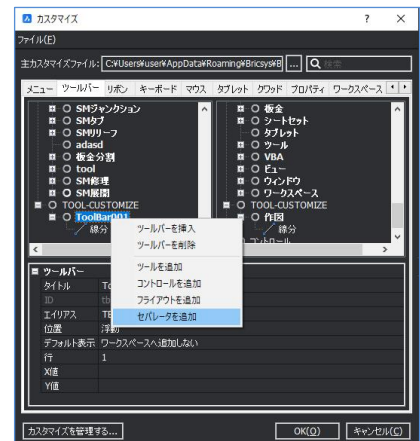 カスタマイズ
ファイル(F)
主カスタマイズファイル: C:¥Users¥user¥AppData¥Roaming¥Bricsys¥B ... 検索
メニュー ツールバー リボン キーボード マウス タブレット クワッド プロパティ ワークスペース
SMジャンクション
SMタブ
SMリリーフ
adasd
板金分割
tool
SM修理
SM展開
TOOL-CUSTOMIZE
ToolBar001
線分
板金
シートセット
タブレット
ツール
VBA
ビュー
ウィンドウ
ワークスペース
TOOL-CUSTOMIZE
作図
線分
ツールバーを挿入
ツールバーを削除
ツールを追加
コントロールを追加
フライアウトを追加
セパレータを追加
ツールバー
タイトル
ID
エイリアス
位置 浮動
デフォルト表示 ワークスペースへ追加しない
行 1
X値
Y値
カスタマイズを管理する... OK(O) キャンセル(C)